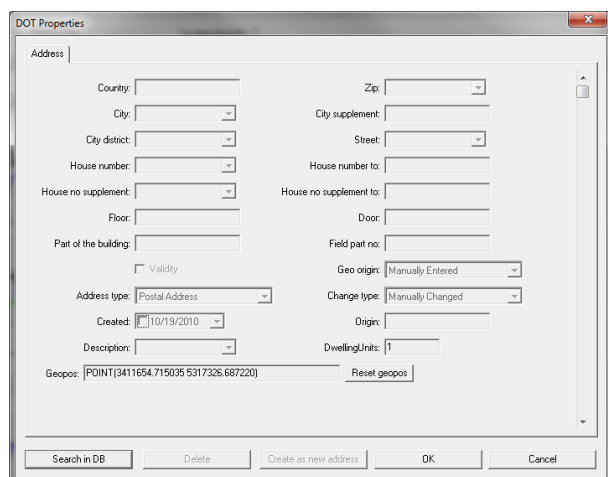 DOT Properties
Address
Country: Zip:
City: City supplement:
City district: Street:
House number: House number to:
House no supplement: House no supplement to:
Floor: Door:
Part of the building: Field part no:
Validity Geo origin: Manually Entered
Address type: Postal Address Change type: Manually Changed
Created: 10/19/2010 Origin:
Description: DwellingUnits: 1
Geopos: POINT(3411654.715035 5317326.687220) Reset geopos
Search in DB Delete Create as new address OK Cancel